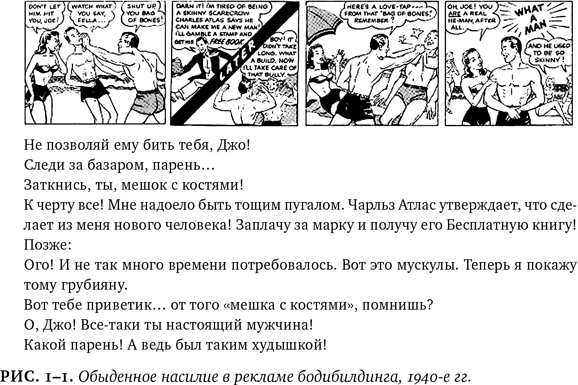 DON'T LET
HIM HIT
YOU, JOE!
WATCH WHAT
YOU SAY,
FELLA...
SHUT UP
YOU BAG
OF BONES!
DARN IT! I'M TIRED OF BEING
A SKINNY SCARECROW
CHARLES ATLAS SAYS HE
CAN MAKE ME A NEW MAN!
I'LL GAMBLE A STAMP AND
GET HIS FREE BOOK!
LATER
BOY! IT
DIDN'T TAKE
LONG. WHAT
A BUILD. NOW
I'LL TAKE CARE OF
THAT BULLY.
HERE'S A LOVE-TAP---
FROM THAT "BAG OF BONES,"
REMEMBER?
OH, JOE! YOU
ARE A REAL
HE-MAN, AFTER
ALL.
WHAT
A
MAN
AND HE USED
TO BE SO
SKINNY!
Не позволяй ему бить тебя, Джо!
Следи за базаром, парень…
Заткнись, ты, мешок с костями!
К черту все! Мне надоело быть тощим пугалом. Чарльз Атлас утверждает, что сде-
лает из меня нового человека! Заплачу за марку и получу его Бесплатную книгу!
Позже:
Ого! И не так много времени потребовалось. Вот это мускулы. Теперь я покажу
тому грубияну.
Вот тебе приветик… от того «мешка с костями», помнишь?
О, Джо! Все-таки ты настоящий мужчина!
Какой парень! А ведь был таким худышкой!
РИС. 1–1. Обыденное насилие в рекламе бодибилдинга, 1940-е гг.